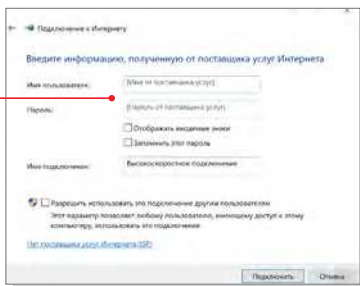 Подключение к Интернету
Введите информацию, полученную от поставщика услуг Интернета
Имя пользователя:
[Имя от поставщика услуг]
Пароль:
[Пароль от поставщика услуг]
Отображать вводимые знаки
Запомнить этот пароль
Имя подключения:
Высокоскоростное подключение
Разрешить использовать это подключение другим пользователям
Этот параметр позволяет любому пользователю, имеющему доступ к этому
компьютеру, использовать это подключение
Нет поставщика услуг Интернета (ISP)
Подключить
Отмена